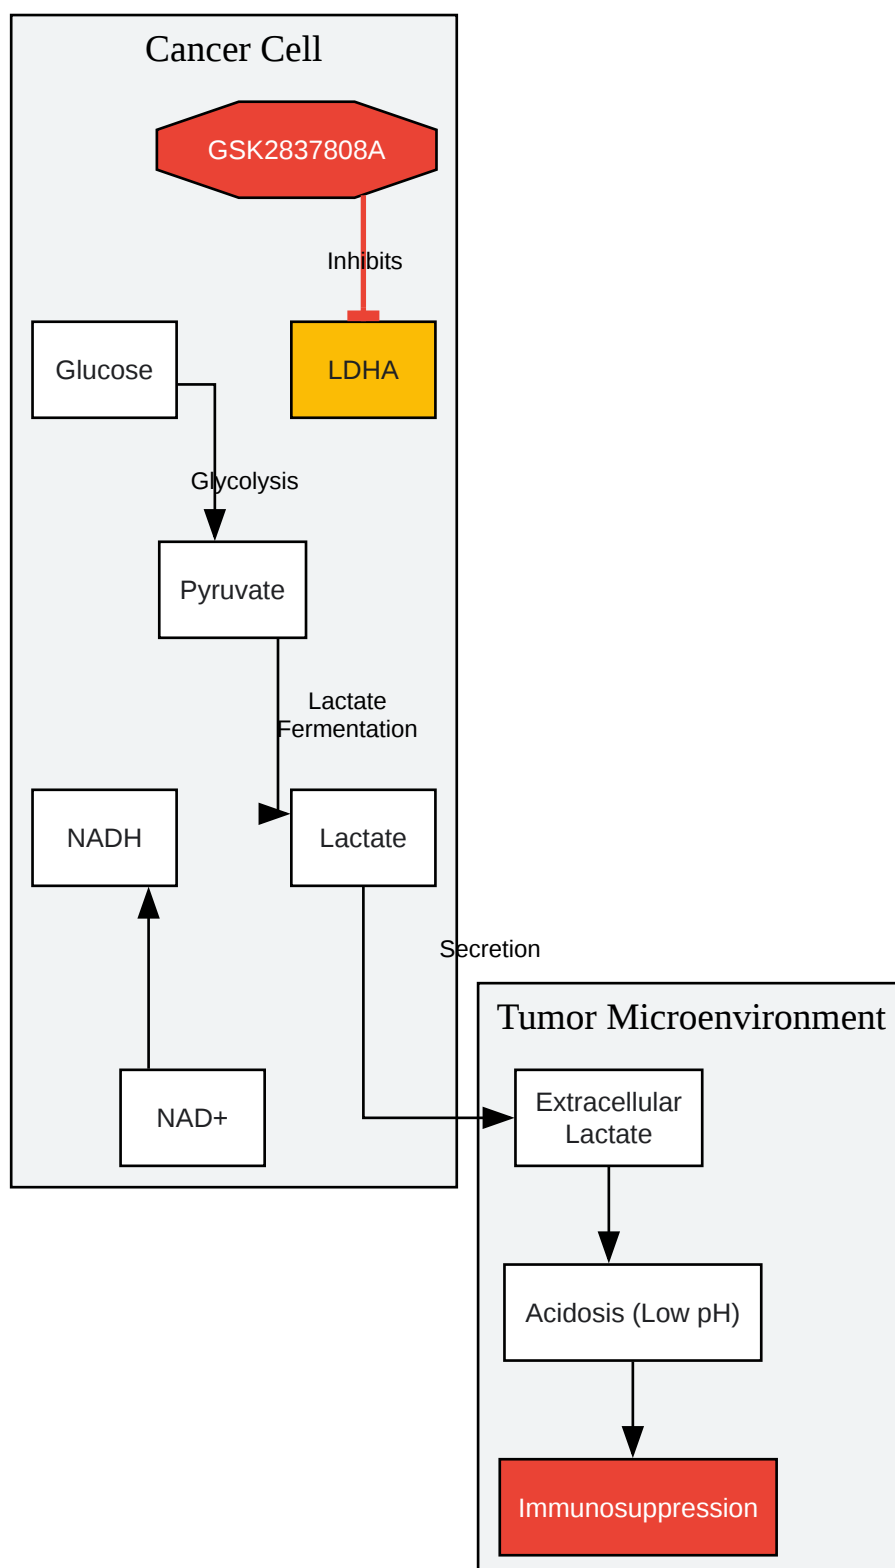 Cancer Cell
GSK2837808A
Inhibits
Glucose
LDHA
Glycolysis
Pyruvate
Lactate
Fermentation
NADH
Lactate
Secretion
Tumor Microenvironment
NAD+
Extracellular
Lactate
Acidosis (Low pH)
Immunosuppression